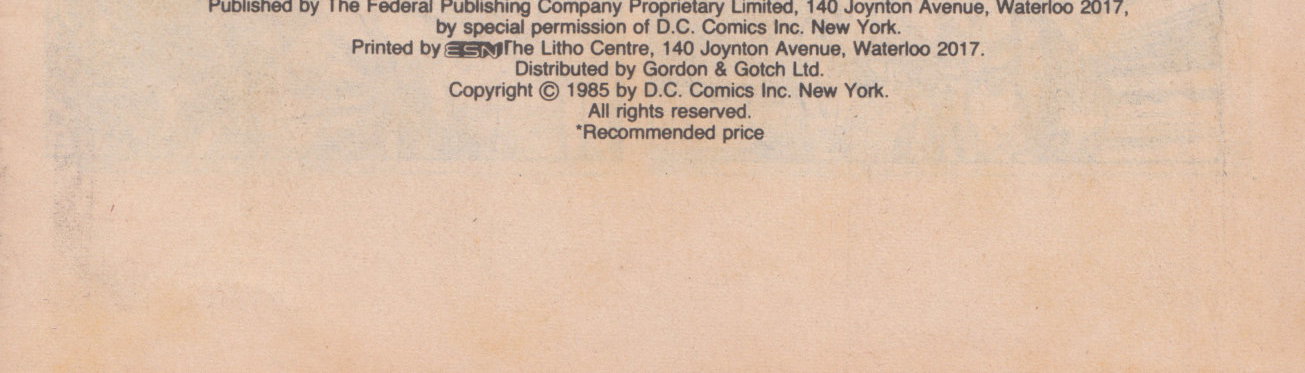 Published by The Federal Publishing Company Proprietary Limited, 140 Joynton Avenue, Waterloo 2017,
by special permission of D.C. Comics Inc. New York.
Printed by ESN The Litho Centre, 140 Joynton Avenue, Waterloo 2017.
Distributed by Gordon & Gotch Ltd.
Copyright © 1985 by D.C. Comics Inc. New York.
All rights reserved.
*Recommended price